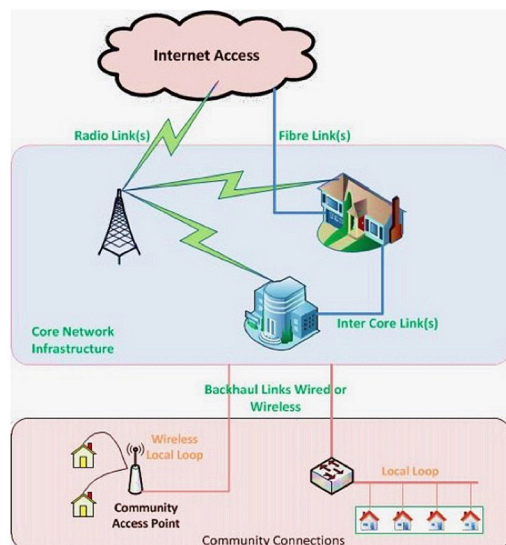 Internet Access
Radio Link(s)
Fibre Link(s)
Inter Core Link(s)
Core Network
Infrastructure
Backhaul Links Wired or
Wireless
Wireless
Local Loop
Local Loop
Community
Access Point
Community Connections